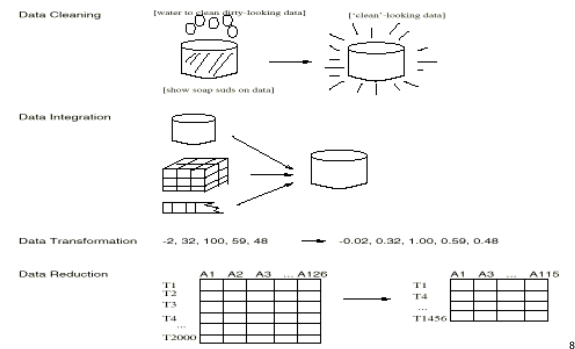 Data Cleaning
[water to clean dirty-looking data]
['clean'-looking data]
[show soap suds on data]
Data Integration
Data Transformation -2, 32, 100, 59, 48 -0.02, 0.32, 1.00, 0.59, 0.48
Data Reduction
A1 A2 A3 ... A126
T1
T2
T3
T4
...
T2000
A1 A3 ... A115
T1
T4
...
T1456
8